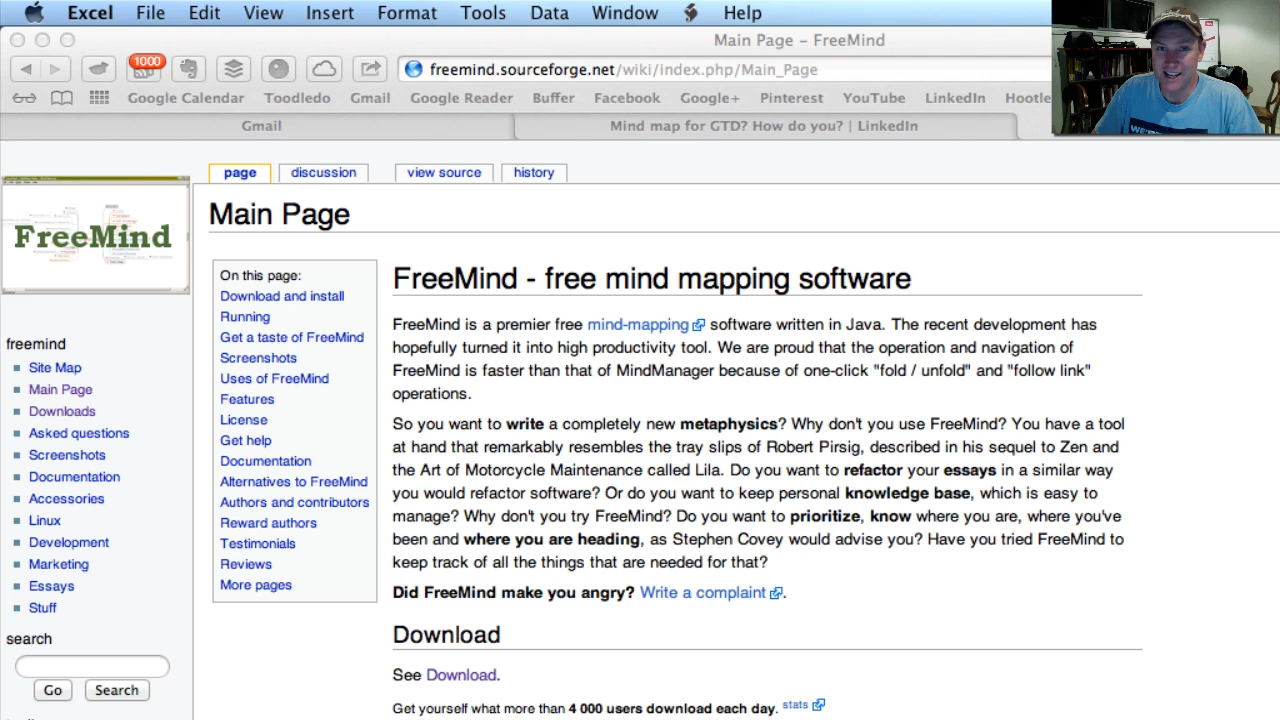 Excel File Edit View Insert Format Tools Data Window Help
Main Page – FreeMind
1000
freemind.sourceforge.net/wiki/index.php/Main_Page
Google Calendar Toodledo Gmail Google Reader Buffer Facebook Google+ Pinterest YouTube LinkedIn Hootle
Gmail Mind map for GTD? How do you? | LinkedIn
page discussion view source history
FreeMind
Main Page
On this page:
Download and install
Running
Get a taste of FreeMind
Screenshots
Uses of FreeMind
Features
License
Get help
Documentation
Alternatives to FreeMind
Authors and contributors
Reward authors
Testimonials
Reviews
More pages
FreeMind - free mind mapping software
FreeMind is a premier free mind-mapping software written in Java. The recent development has
hopefully turned it into high productivity tool. We are proud that the operation and navigation of
FreeMind is faster than that of MindManager because of one-click "fold / unfold" and "follow link"
operations.
So you want to write a completely new metaphysics? Why don't you use FreeMind? You have a tool
at hand that remarkably resembles the tray slips of Robert Pirsig, described in his sequel to Zen and
the Art of Motorcycle Maintenance called Lila. Do you want to refactor your essays in a similar way
you would refactor software? Or do you want to keep personal knowledge base, which is easy to
manage? Why don't you try FreeMind? Do you want to prioritize, know where you are, where you've
been and where you are heading, as Stephen Covey would advise you? Have you tried FreeMind to
keep track of all the things that are needed for that?
Did FreeMind make you angry? Write a complaint.
Download
See Download.
Get yourself what more than 4 000 users download each day. stats
freemind
Site Map
Main Page
Downloads
Asked questions
Screenshots
Documentation
Accessories
Linux
Development
Marketing
Essays
Stuff
search
Go Search